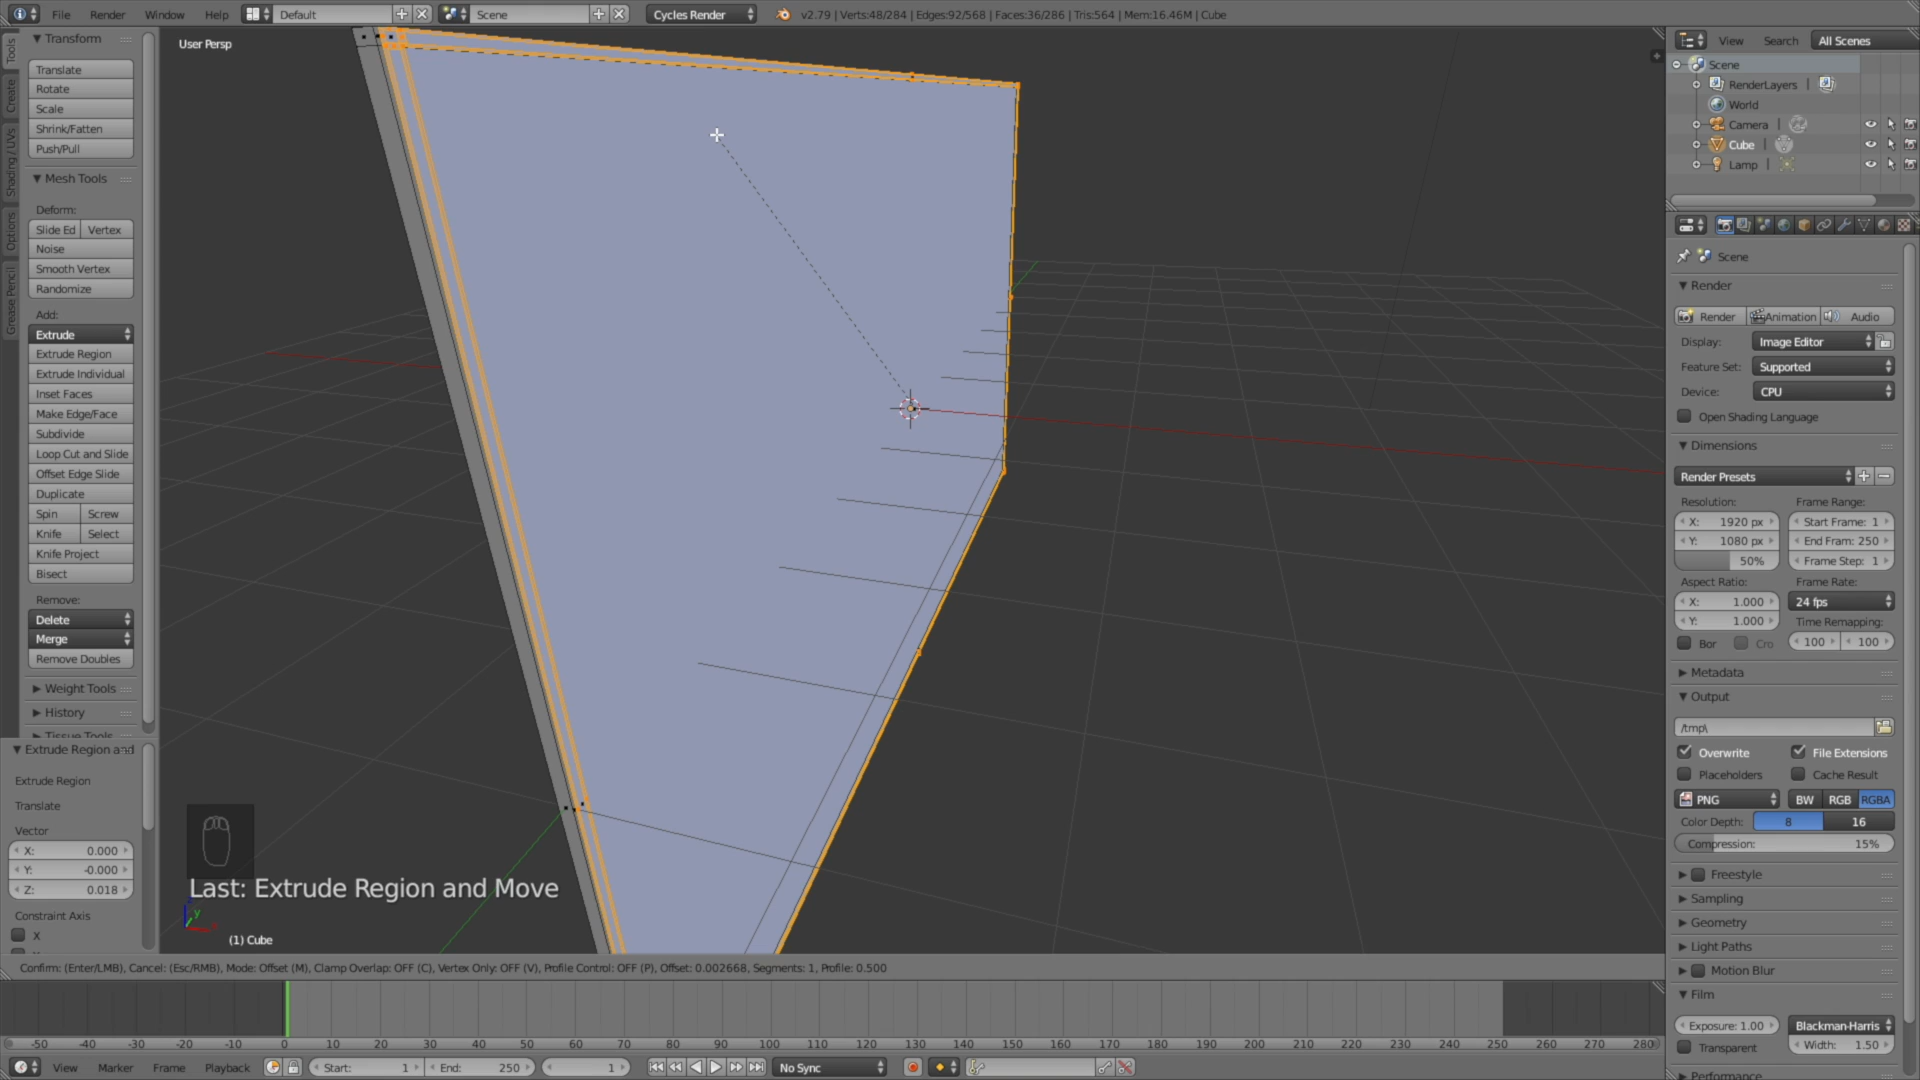 File Render Window Help Default Scene Cycles Render v2.79 | Verts:48/284 | Edges:92/568 | Faces:36/286 | Tris:564 | Mem:16.46M | Cube
Tools
Create
Shading / UVs
Options
Grease Pencil
Transform
Translate
Rotate
Scale
Shrink/Fatten
Push/Pull
Mesh Tools
Deform:
Slide Ed Vertex
Noise
Smooth Vertex
Randomize
Add:
Extrude
Extrude Region
Extrude Individual
Inset Faces
Make Edge/Face
Subdivide
Loop Cut and Slide
Offset Edge Slide
Duplicate
Spin Screw
Knife Select
Knife Project
Bisect
Remove:
Delete
Merge
Remove Doubles
Weight Tools
History
Tissue Tools
Extrude Region and
Extrude Region
Translate
Vector
X: 0.000
Y: -0.000
Z: 0.018
Constraint Axis
X
User Persp
Last: Extrude Region and Move
(1) Cube
Confirm: (Enter/LMB), Cancel: (Esc/RMB), Mode: Offset (M), Clamp Overlap: OFF (C), Vertex Only: OFF (V), Profile Control: OFF (P), Offset: 0.002668, Segments: 1, Profile: 0.500
-50 -40 -30 -20 -10 0 10 20 30 40 50 60 70 80 90 100 110 120 130 140 150 160 170 180 190 200 210 220 230 240 250 260 270 280
View Marker Frame Playback Start: 1 End: 250 1 No Sync
View Search All Scenes
Scene
RenderLayers |
World
Camera |
Cube
Lamp |
Scene
Render
Render Animation Audio
Display: Image Editor
Feature Set: Supported
Device: CPU
Open Shading Language
Dimensions
Render Presets
Resolution: Frame Range:
X: 1920 px Start Frame: 1
Y: 1080 px End Fram: 250
50% Frame Step: 1
Aspect Ratio: Frame Rate:
X: 1.000 24 fps
Y: 1.000 Time Remapping:
Bor Cro 100 100
Metadata
Output
/tmp\
Overwrite File Extensions
Placeholders Cache Result
PNG BW RGB RGBA
Color Depth: 8 16
Compression: 15%
Freestyle
Sampling
Geometry
Light Paths
Motion Blur
Film
Exposure: 1.00 Blackman-Harris
Transparent Width: 1.50
Performance